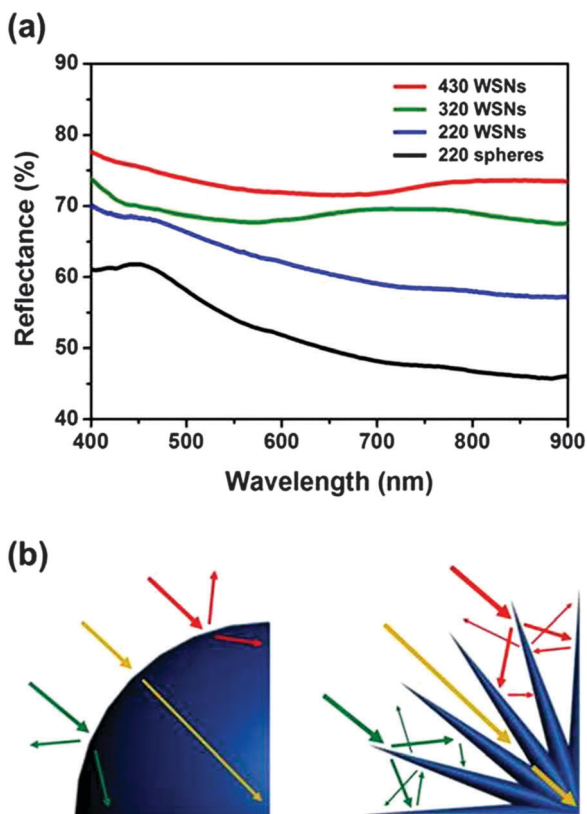 (a)
90
80
70
60
50
40
Reflectance (%)
430 WSNs
320 WSNs
220 WSNs
220 spheres
400 500 600 700 800 900
Wavelength (nm)
(b)